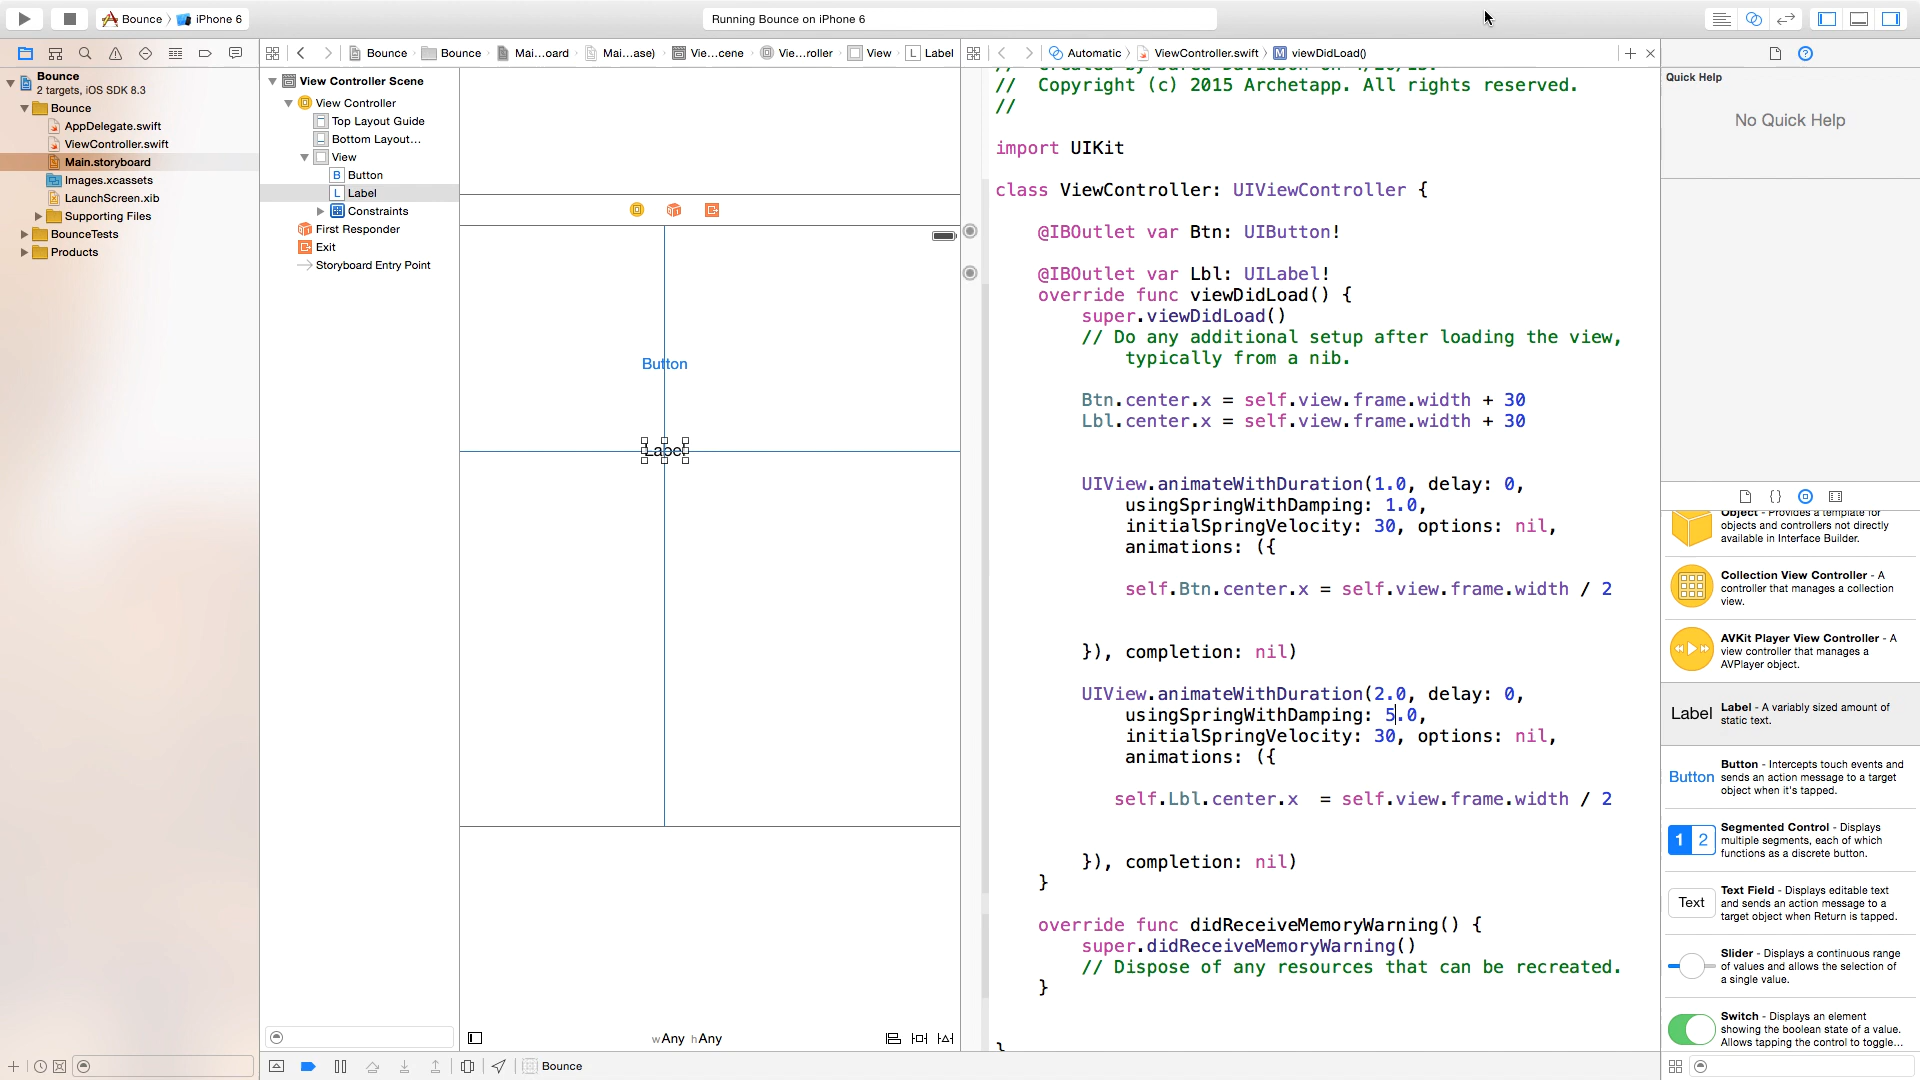 Bounce
iPhone 6
Running Bounce on iPhone 6
Bounce
Bounce
Mai...oard
Mai...ase)
Vie...cene
Vie...roller
View
L Label
Automatic
ViewController.swift
M viewDidLoad()
Bounce
2 targets, iOS SDK 8.3
Bounce
AppDelegate.swift
ViewController.swift
Main.storyboard
Images.xcassets
LaunchScreen.xib
Supporting Files
BounceTests
Products
View Controller Scene
View Controller
Top Layout Guide
Bottom Layout...
View
B Button
L Label
Constraints
First Responder
Exit
Storyboard Entry Point
Button
Label
wAny hAny
Bounce
//  Copyright (c) 2015 Archetapp. All rights reserved.
//
import UIKit
class ViewController: UIViewController {
@IBOutlet var Btn: UIButton!
@IBOutlet var Lbl: UILabel!
override func viewDidLoad() {
super.viewDidLoad()
// Do any additional setup after loading the view,
typically from a nib.
Btn.center.x = self.view.frame.width + 30
Lbl.center.x = self.view.frame.width + 30
UIView.animateWithDuration(1.0, delay: 0,
usingSpringWithDamping: 1.0,
initialSpringVelocity: 30, options: nil,
animations: ({
self.Btn.center.x = self.view.frame.width / 2
}), completion: nil)
UIView.animateWithDuration(2.0, delay: 0,
usingSpringWithDamping: 5.0,
initialSpringVelocity: 30, options: nil,
animations: ({
self.Lbl.center.x  = self.view.frame.width / 2
}), completion: nil)
}
override func didReceiveMemoryWarning() {
super.didReceiveMemoryWarning()
// Dispose of any resources that can be recreated.
}
}
Quick Help
No Quick Help
Object - Provides a template for
objects and controllers not directly
available in Interface Builder.
Collection View Controller - A
controller that manages a collection
view.
AVKit Player View Controller - A
view controller that manages a
AVPlayer object.
Label
Label - A variably sized amount of
static text.
Button
Button - Intercepts touch events and
sends an action message to a target
object when it's tapped.
1 2
Segmented Control - Displays
multiple segments, each of which
functions as a discrete button.
Text
Text Field - Displays editable text
and sends an action message to a
target object when Return is tapped.
Slider - Displays a continuous range
of values and allows the selection of
a single value.
Switch - Displays an element
showing the boolean state of a value.
Allows tapping the control to toggle...